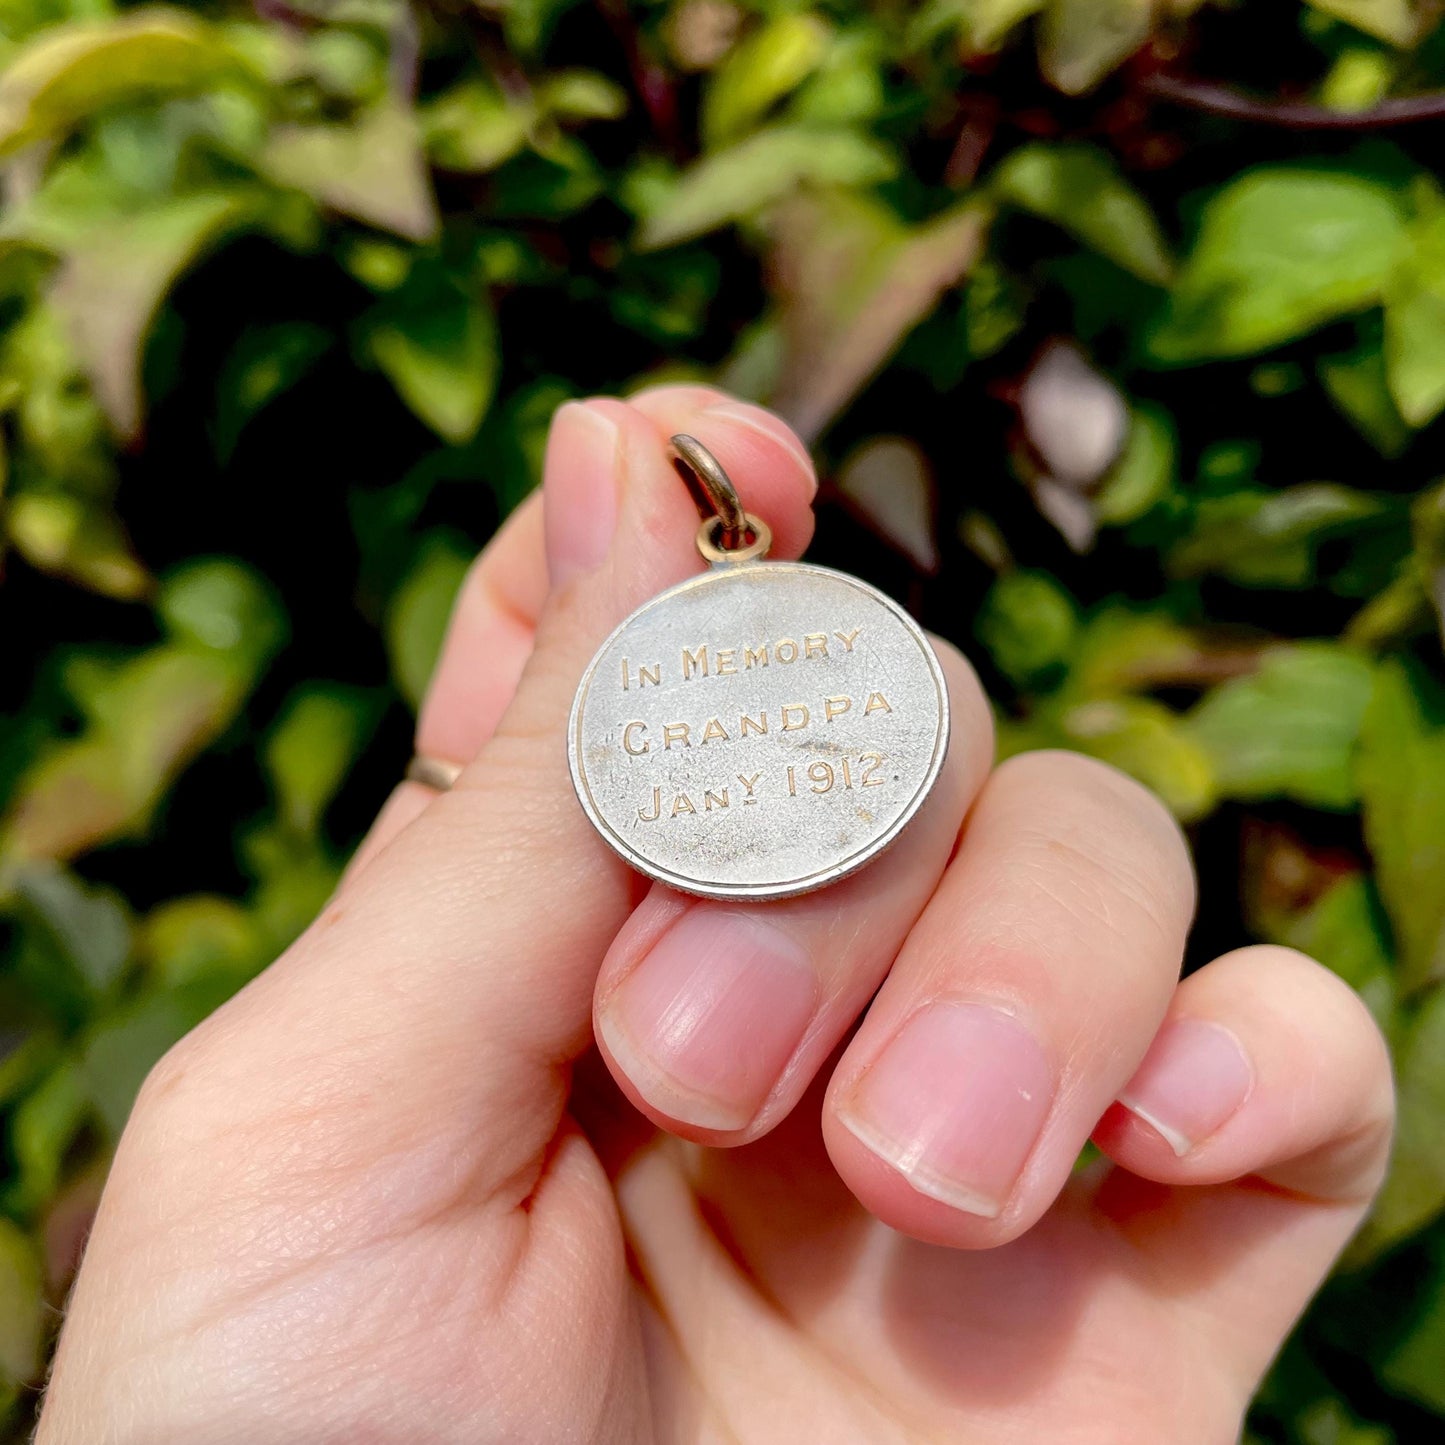 In Memory
Grandpa
Jany 1912.